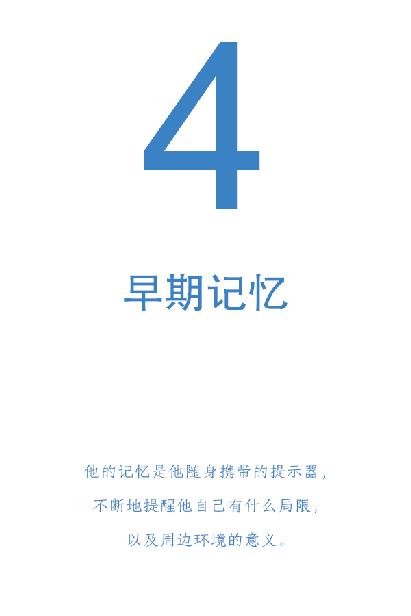 4
早期记忆
他的记忆是他随身携带的提示器，
不断地提醒他自己有什么局限，
以及周边环境的意义。